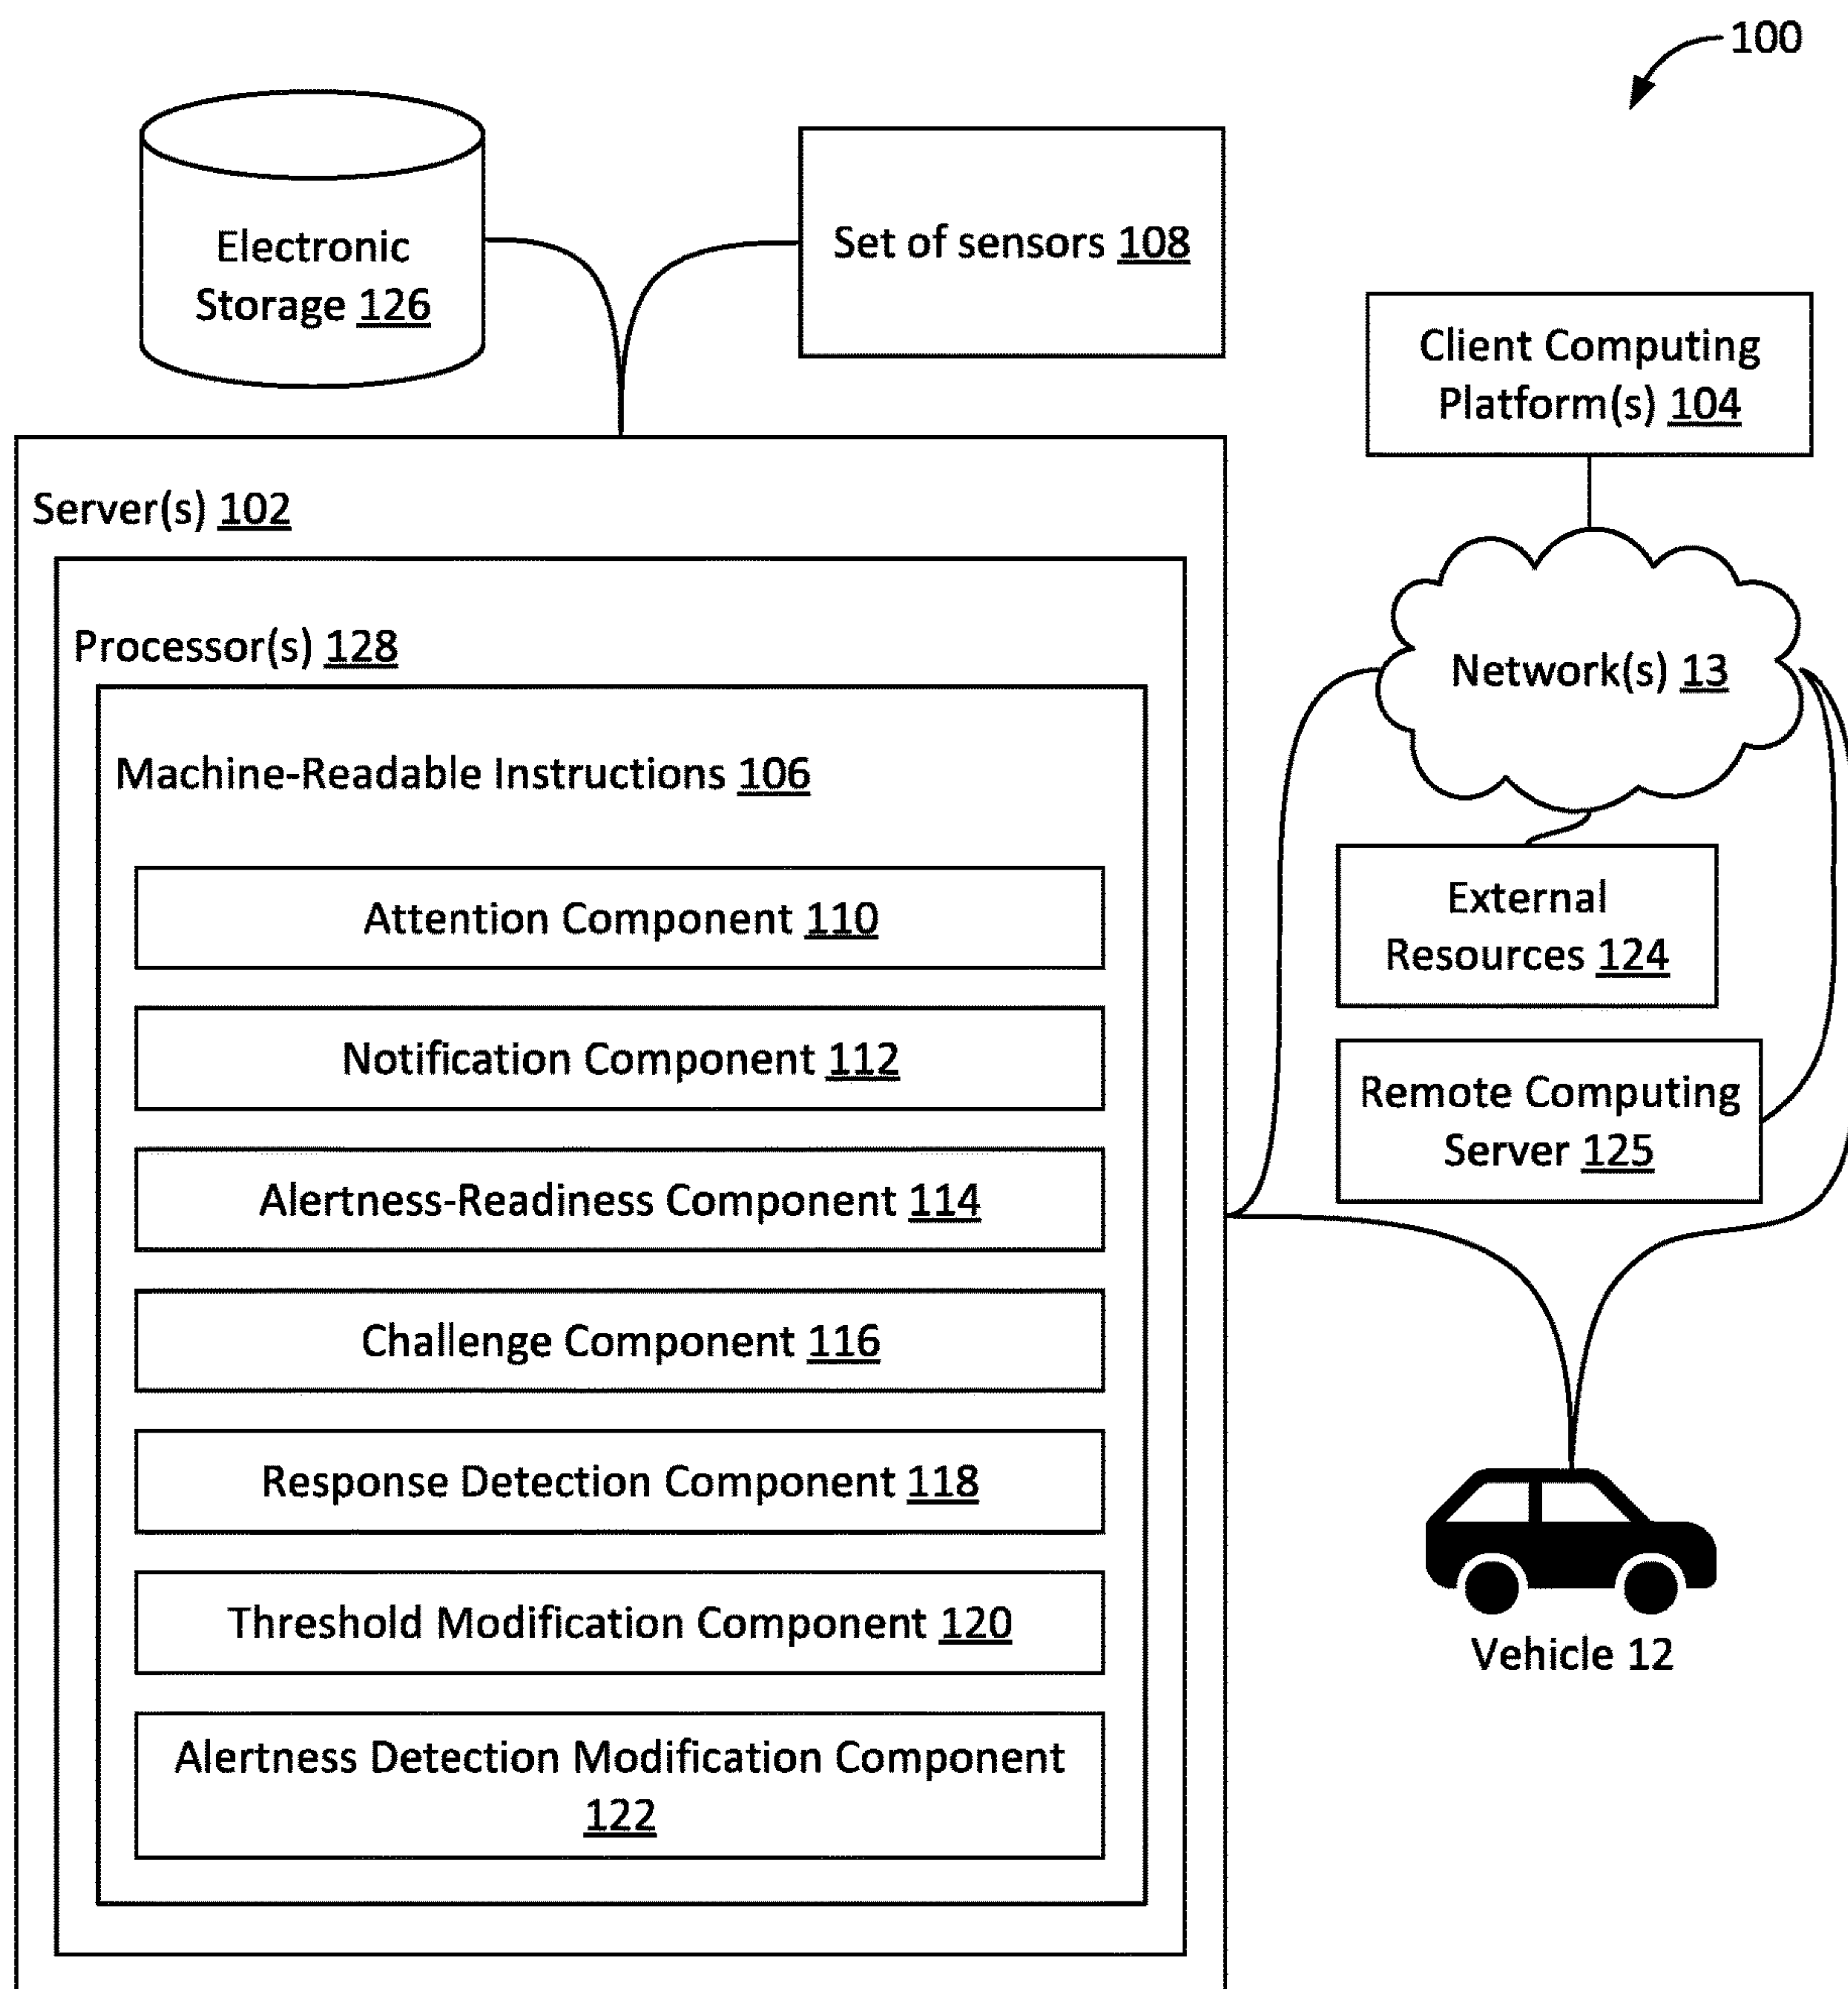 100
Electronic
Storage 126
Set of sensors 108
Client Computing
Platform(s) 104
Server(s) 102
Processor(s) 128
Network(s) 13
Machine-Readable Instructions 106
Attention Component 110
External
Resources 124
Notification Component 112
Remote Computing
Server 125
Alertness-Readiness Component 114
Challenge Component 116
Response Detection Component 118
Threshold Modification Component 120
Vehicle 12
Alertness Detection Modification Component
122